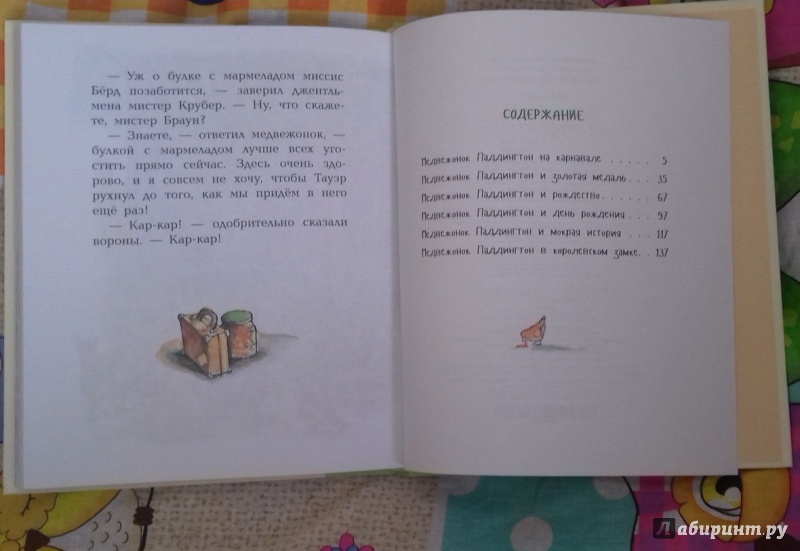 — Уж о булке с мармеладом миссис
Бёрд позаботится, — заверил джентль-
мена мистер Крубер. — Ну, что скаже-
те, мистер Браун?
— Знаете, — ответил медвежонок, —
булкой с мармеладом лучше всех уго-
стить прямо сейчас. Здесь очень здо-
рово, и я совсем не хочу, чтобы Тауэр
рухнул до того, как мы придём в него
ещё раз!
— Кар-кар! — одобрительно сказали
вороны. — Кар-кар!
СОДЕРЖАНИЕ
Медвежонок Паддингтон на карнавале . . . . . 5
Медвежонок Паддингтон и золотая медаль . . . 35
Медвежонок Паддингтон и рождество . . . . . . 67
Медвежонок Паддингтон и день рождения . . . . 97
Медвежонок Паддингтон и мокрая история . . . 117
Медвежонок Паддингтон в королевском замке . . 137
Лабиринт.ру